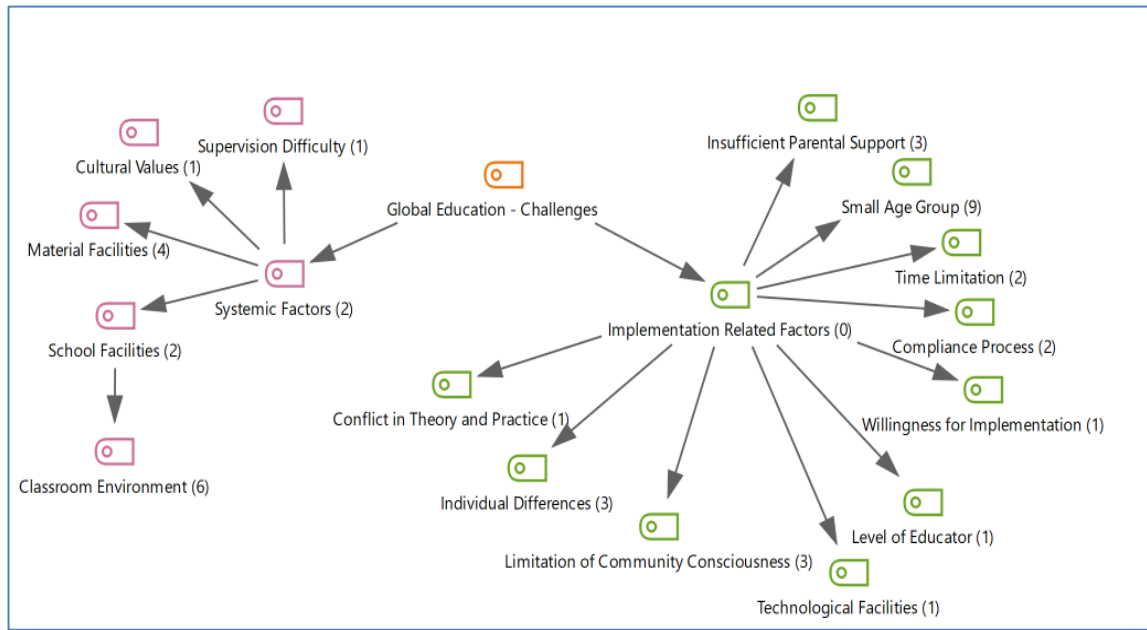 Supervision Difficulty (1)
Cultural Values (1)
Material Facilities (4)
Systemic Factors (2)
School Facilities (2)
Classroom Environment (6)
Global Education - Challenges
Insufficient Parental Support (3)
Small Age Group (9)
Time Limitation (2)
Implementation Related Factors (0)
Compliance Process (2)
Willingness for Implementation (1)
Conflict in Theory and Practice (1)
Individual Differences (3)
Level of Educator (1)
Limitation of Community Consciousness (3)
Technological Facilities (1)